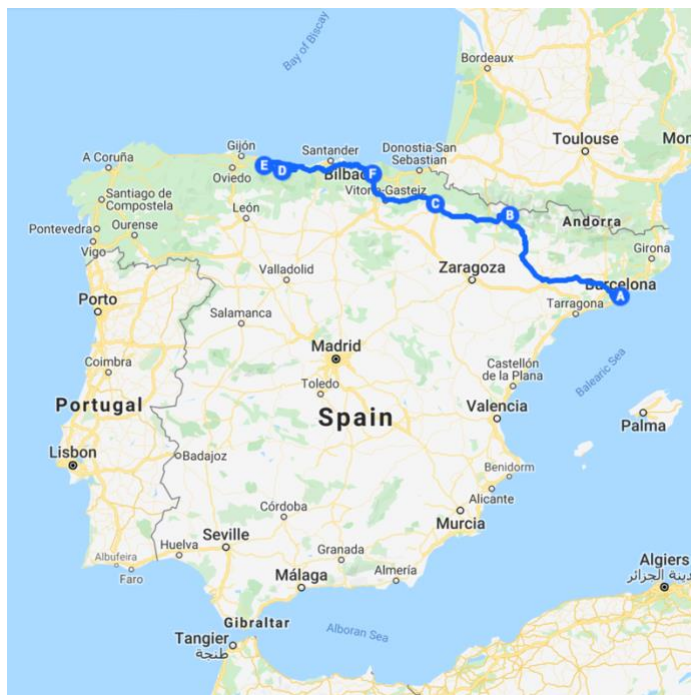 Bay of Biscay
Bordeaux
Toulouse
Mon
Gijón
Santander
Donostia-San
Sebastian
A Coruña
E
D
Oviedo
Bilba
F
Vitoria-Gasteiz
Santiago de
Compostela
León
C
B
Andorra
Pontevedra
Ourense
Vigo
Girona
Zaragoza
Barcelona
A
Valladolid
Tarragona
Porto
Salamanca
Madrid
Castellón
de la Plana
Balearic Sea
Coimbra
Toledo
Portugal
Spain
Valencia
Palma
Lisbon
Badajoz
Benidorm
Alicante
Córdoba
Murcia
Seville
Albufeira
Huelva
Granada
Algiers
مدينة الجزائر
Faro
Málaga
Almería
Gibraltar
Alboran Sea
Tangier
طنجة